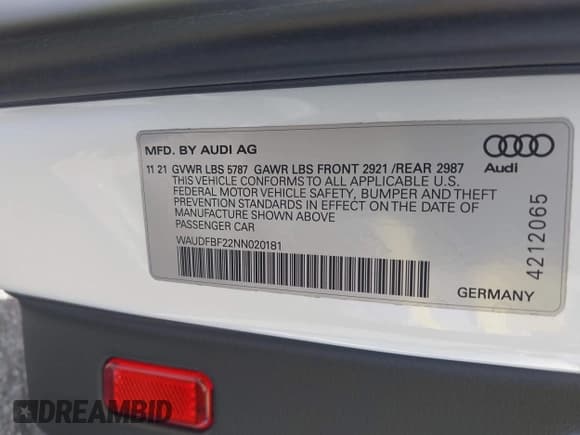 MFD. BY AUDI AG
11 21 GVWR LBS 5787 GAWR LBS FRONT 2921 /REAR 2987
THIS VEHICLE CONFORMS TO ALL APPLICABLE U.S.
FEDERAL MOTOR VEHICLE SAFETY, BUMPER AND THEFT
PREVENTION STANDARDS IN EFFECT ON THE DATE OF
MANUFACTURE SHOWN ABOVE
PASSENGER CAR
WAUDFBF22NN020181
Audi
4212065
GERMANY
DREAMBID